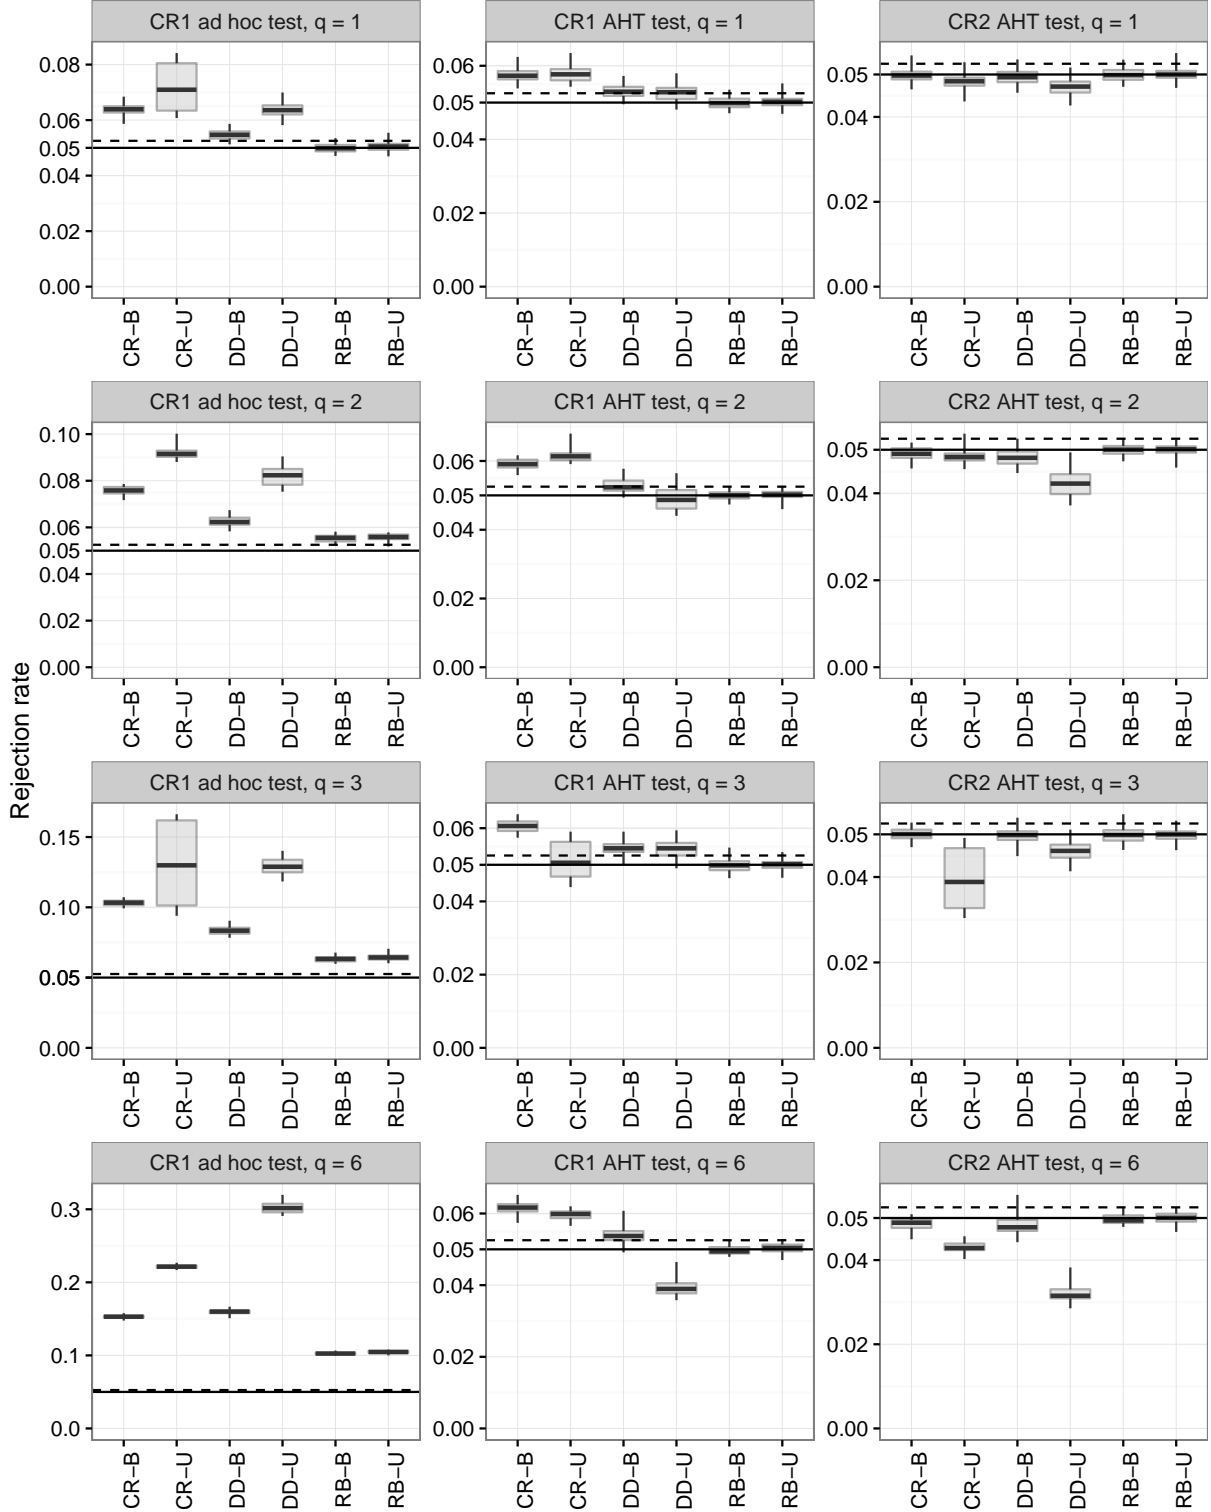 Rejection rate
CR1 ad hoc test, q = 1
0.08
0.06
0.05
0.04
0.02
0.00
CR−B
CR−U
DD−B
DD−U
RB−B
RB−U
CR1 AHT test, q = 1
0.06
0.05
0.04
0.02
0.00
CR−B
CR−U
DD−B
DD−U
RB−B
RB−U
CR2 AHT test, q = 1
0.05
0.04
0.02
0.00
CR−B
CR−U
DD−B
DD−U
RB−B
RB−U
CR1 ad hoc test, q = 2
0.10
0.08
0.06
0.05
0.04
0.02
0.00
CR−B
CR−U
DD−B
DD−U
RB−B
RB−U
CR1 AHT test, q = 2
0.06
0.05
0.04
0.02
0.00
CR−B
CR−U
DD−B
DD−U
RB−B
RB−U
CR2 AHT test, q = 2
0.05
0.04
0.02
0.00
CR−B
CR−U
DD−B
DD−U
RB−B
RB−U
CR1 ad hoc test, q = 3
0.15
0.10
0.05
0.00
CR−B
CR−U
DD−B
DD−U
RB−B
RB−U
CR1 AHT test, q = 3
0.06
0.05
0.04
0.02
0.00
CR−B
CR−U
DD−B
DD−U
RB−B
RB−U
CR2 AHT test, q = 3
0.05
0.04
0.02
0.00
CR−B
CR−U
DD−B
DD−U
RB−B
RB−U
CR1 ad hoc test, q = 6
0.3
0.2
0.1
0.0
CR−B
CR−U
DD−B
DD−U
RB−B
RB−U
CR1 AHT test, q = 6
0.06
0.05
0.04
0.02
0.00
CR−B
CR−U
DD−B
DD−U
RB−B
RB−U
CR2 AHT test, q = 6
0.05
0.04
0.02
0.00
CR−B
CR−U
DD−B
DD−U
RB−B
RB−U